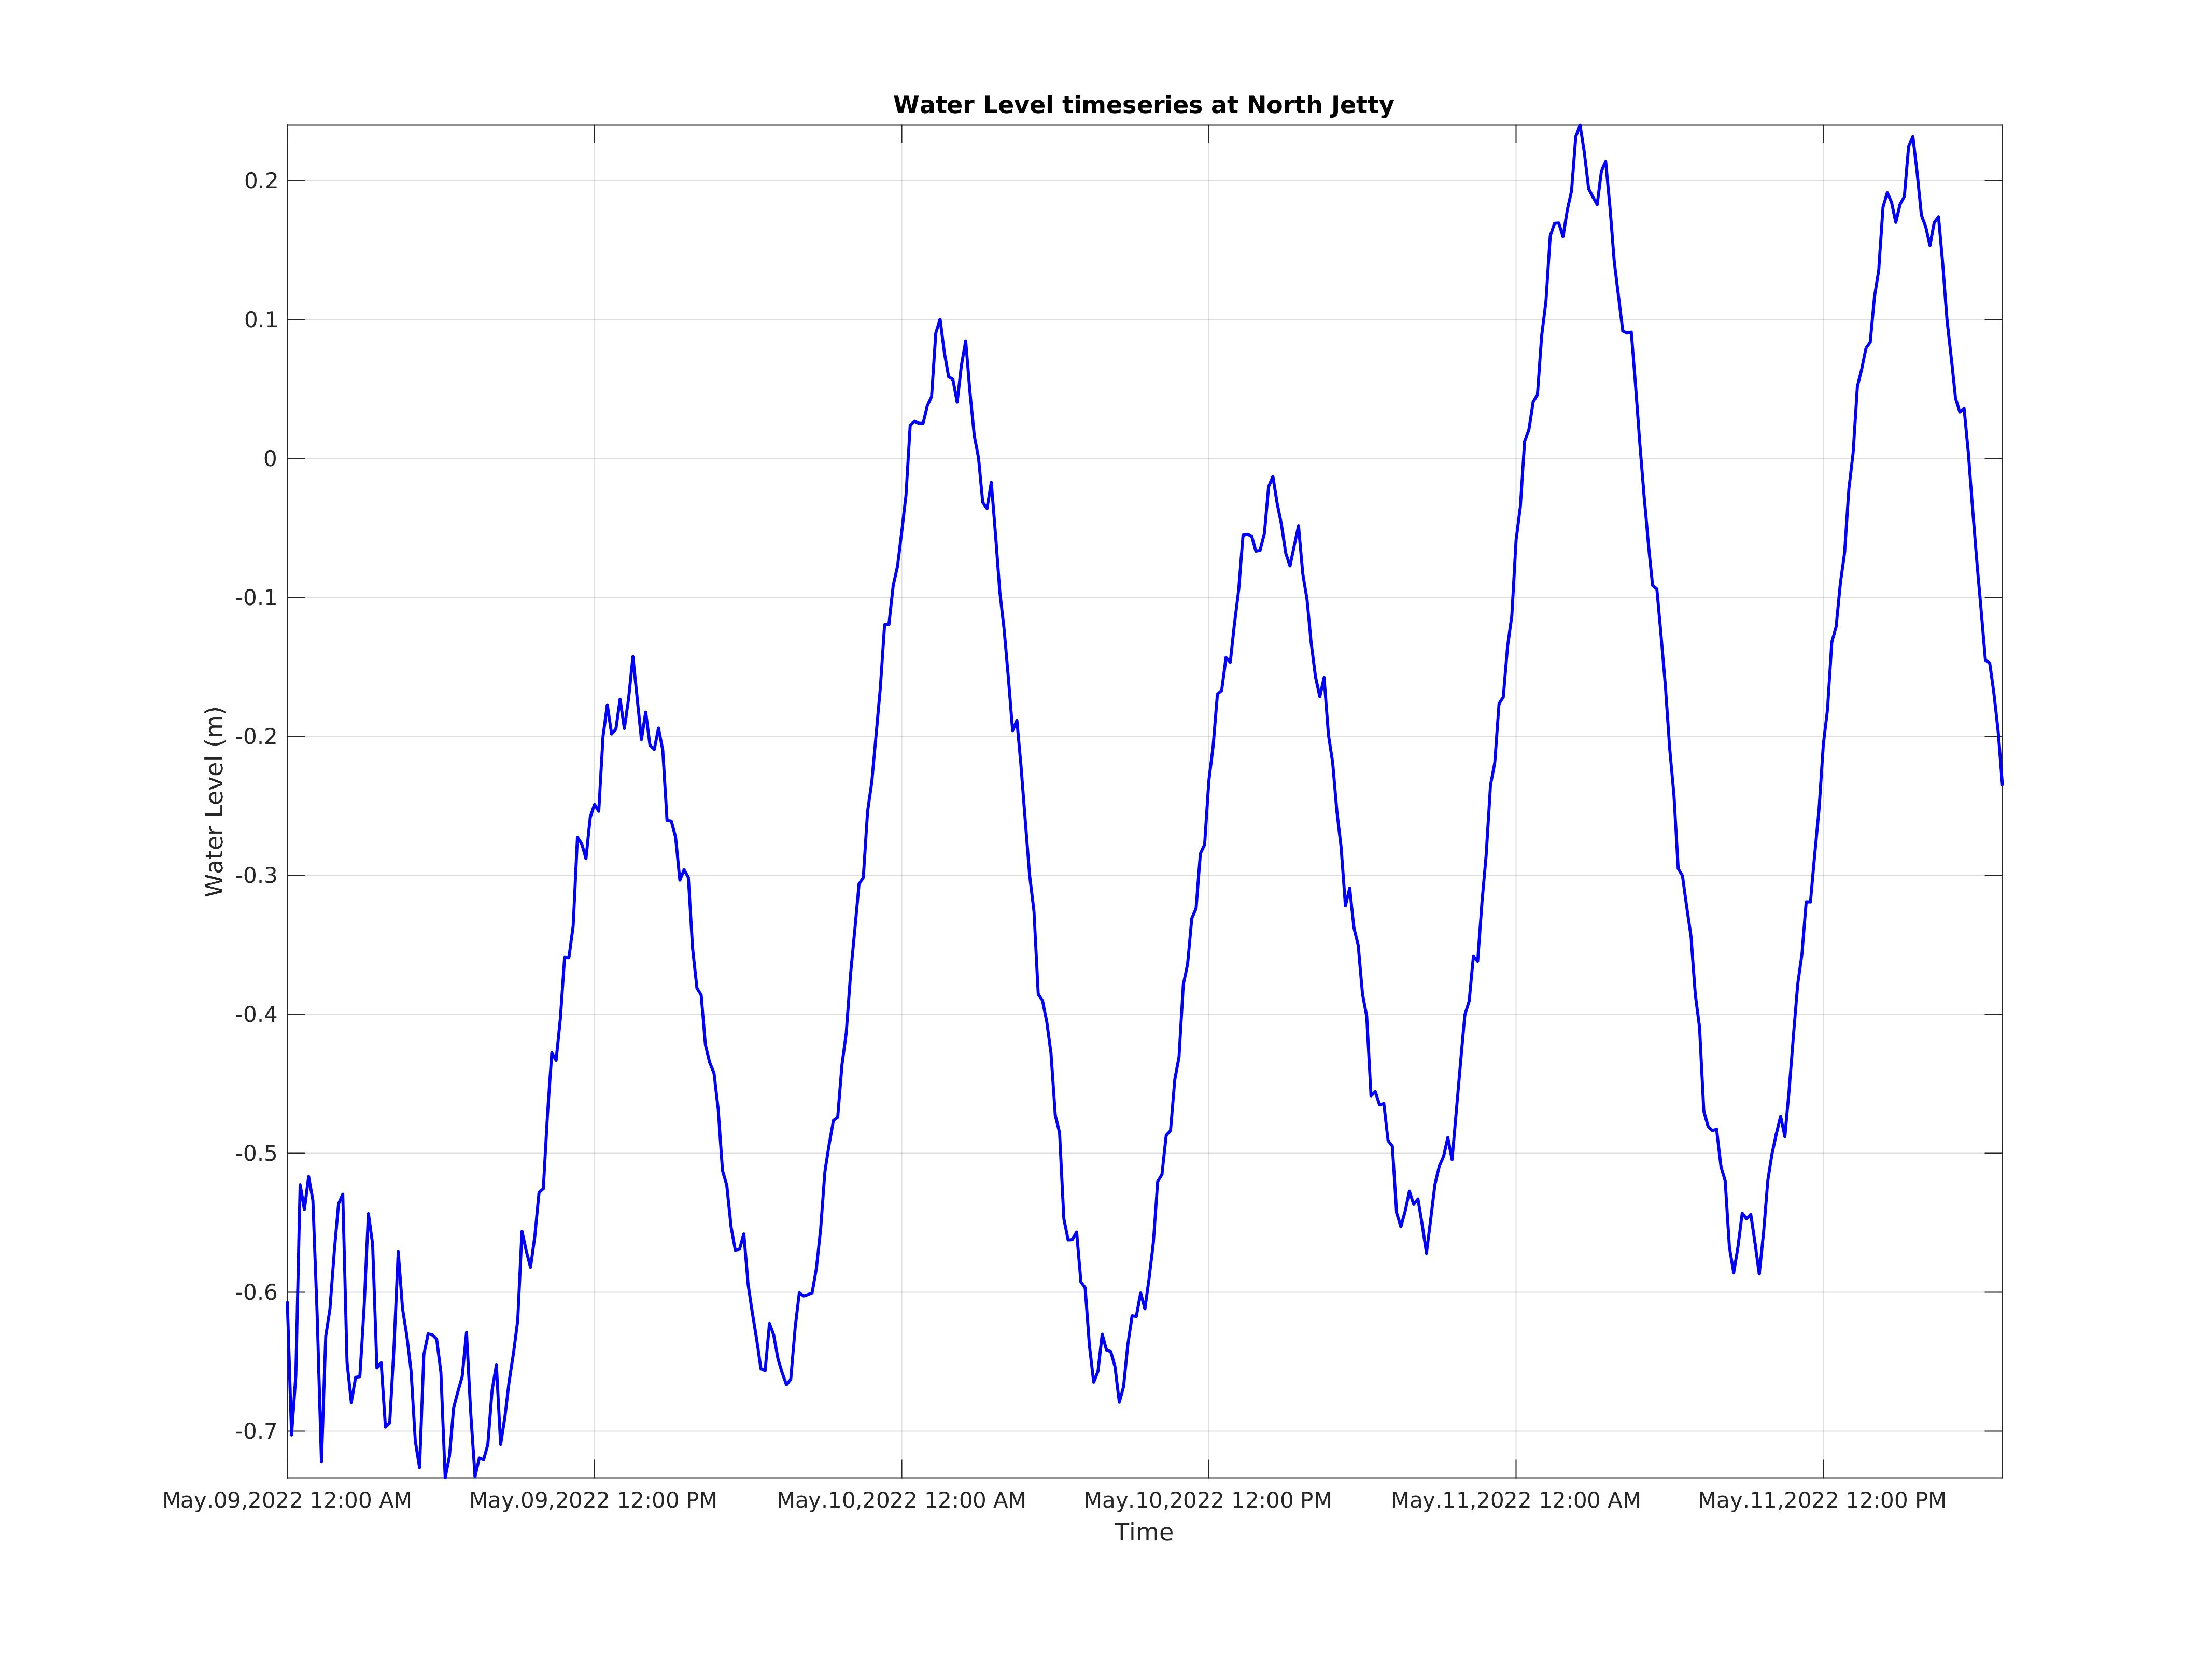 Water Level timeseries at North Jetty
0.2
0.1
0
-0.1
-0.2
-0.3
-0.4
-0.5
-0.6
-0.7
Water Level (m)
May.09,2022 12:00 AM May.09,2022 12:00 PM May.10,2022 12:00 AM May.10,2022 12:00 PM May.11,2022 12:00 AM May.11,2022 12:00 PM
Time